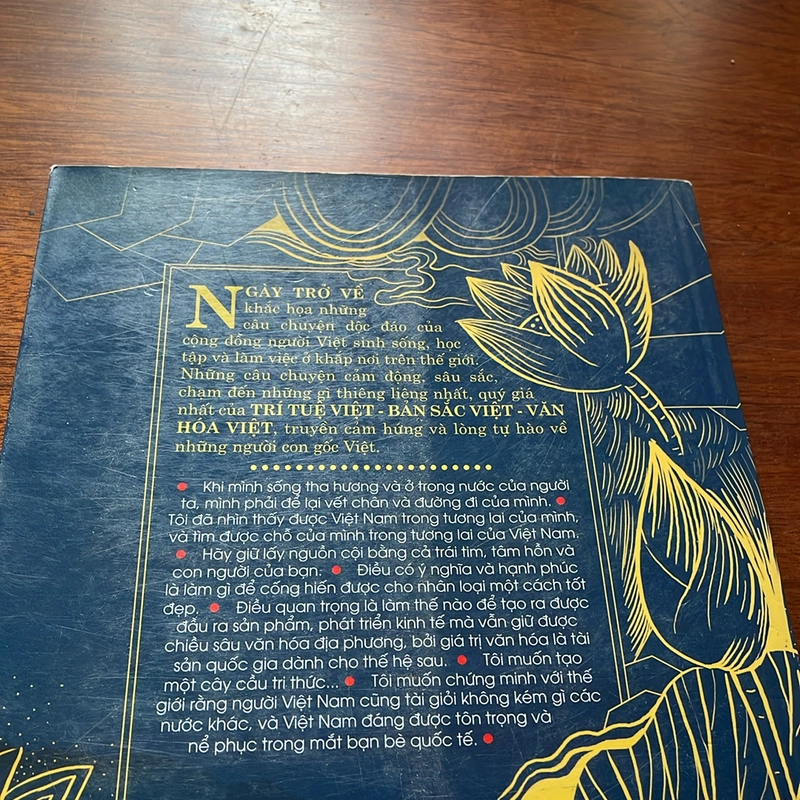 NGÀY TRỞ VỀ
khắc họa những
câu chuyện độc đáo của
cộng đồng người Việt sinh sống, học
tập và làm việc ở khắp nơi trên thế giới.
Những câu chuyện cảm động, sâu sắc,
chạm đến những gì thiêng liêng nhất, quý giá
nhất của TRÍ TUỆ VIỆT - BẢN SẮC VIỆT - VĂN
HÓA VIỆT, truyền cảm hứng và lòng tự hào về
những người con gốc Việt.
• Khi mình sống tha hương và ở trong nước của người
ta, mình phải để lại vết chân và đường đi của mình. •
Tôi đã nhìn thấy được Việt Nam trong tương lai của mình,
và tìm được chỗ của mình trong tương lai của Việt Nam.
• Hãy giữ lấy nguồn cội bằng cả trái tim, tâm hồn và
con người của bạn. • Điều có ý nghĩa và hạnh phúc
là làm gì để cống hiến được cho nhân loại một cách tốt
đẹp. • Điều quan trọng là làm thế nào để tạo ra được
đầu ra sản phẩm, phát triển kinh tế mà vẫn giữ được
chiều sâu văn hóa địa phương, bởi giá trị văn hóa là tài
sản quốc gia dành cho thế hệ sau. • Tôi muốn tạo
một cây cầu tri thức... • Tôi muốn chứng minh với thế
giới rằng người Việt Nam cũng tài giỏi không kém gì các
nước khác, và Việt Nam đáng được tôn trọng và
nể phục trong mắt bạn bè quốc tế. •